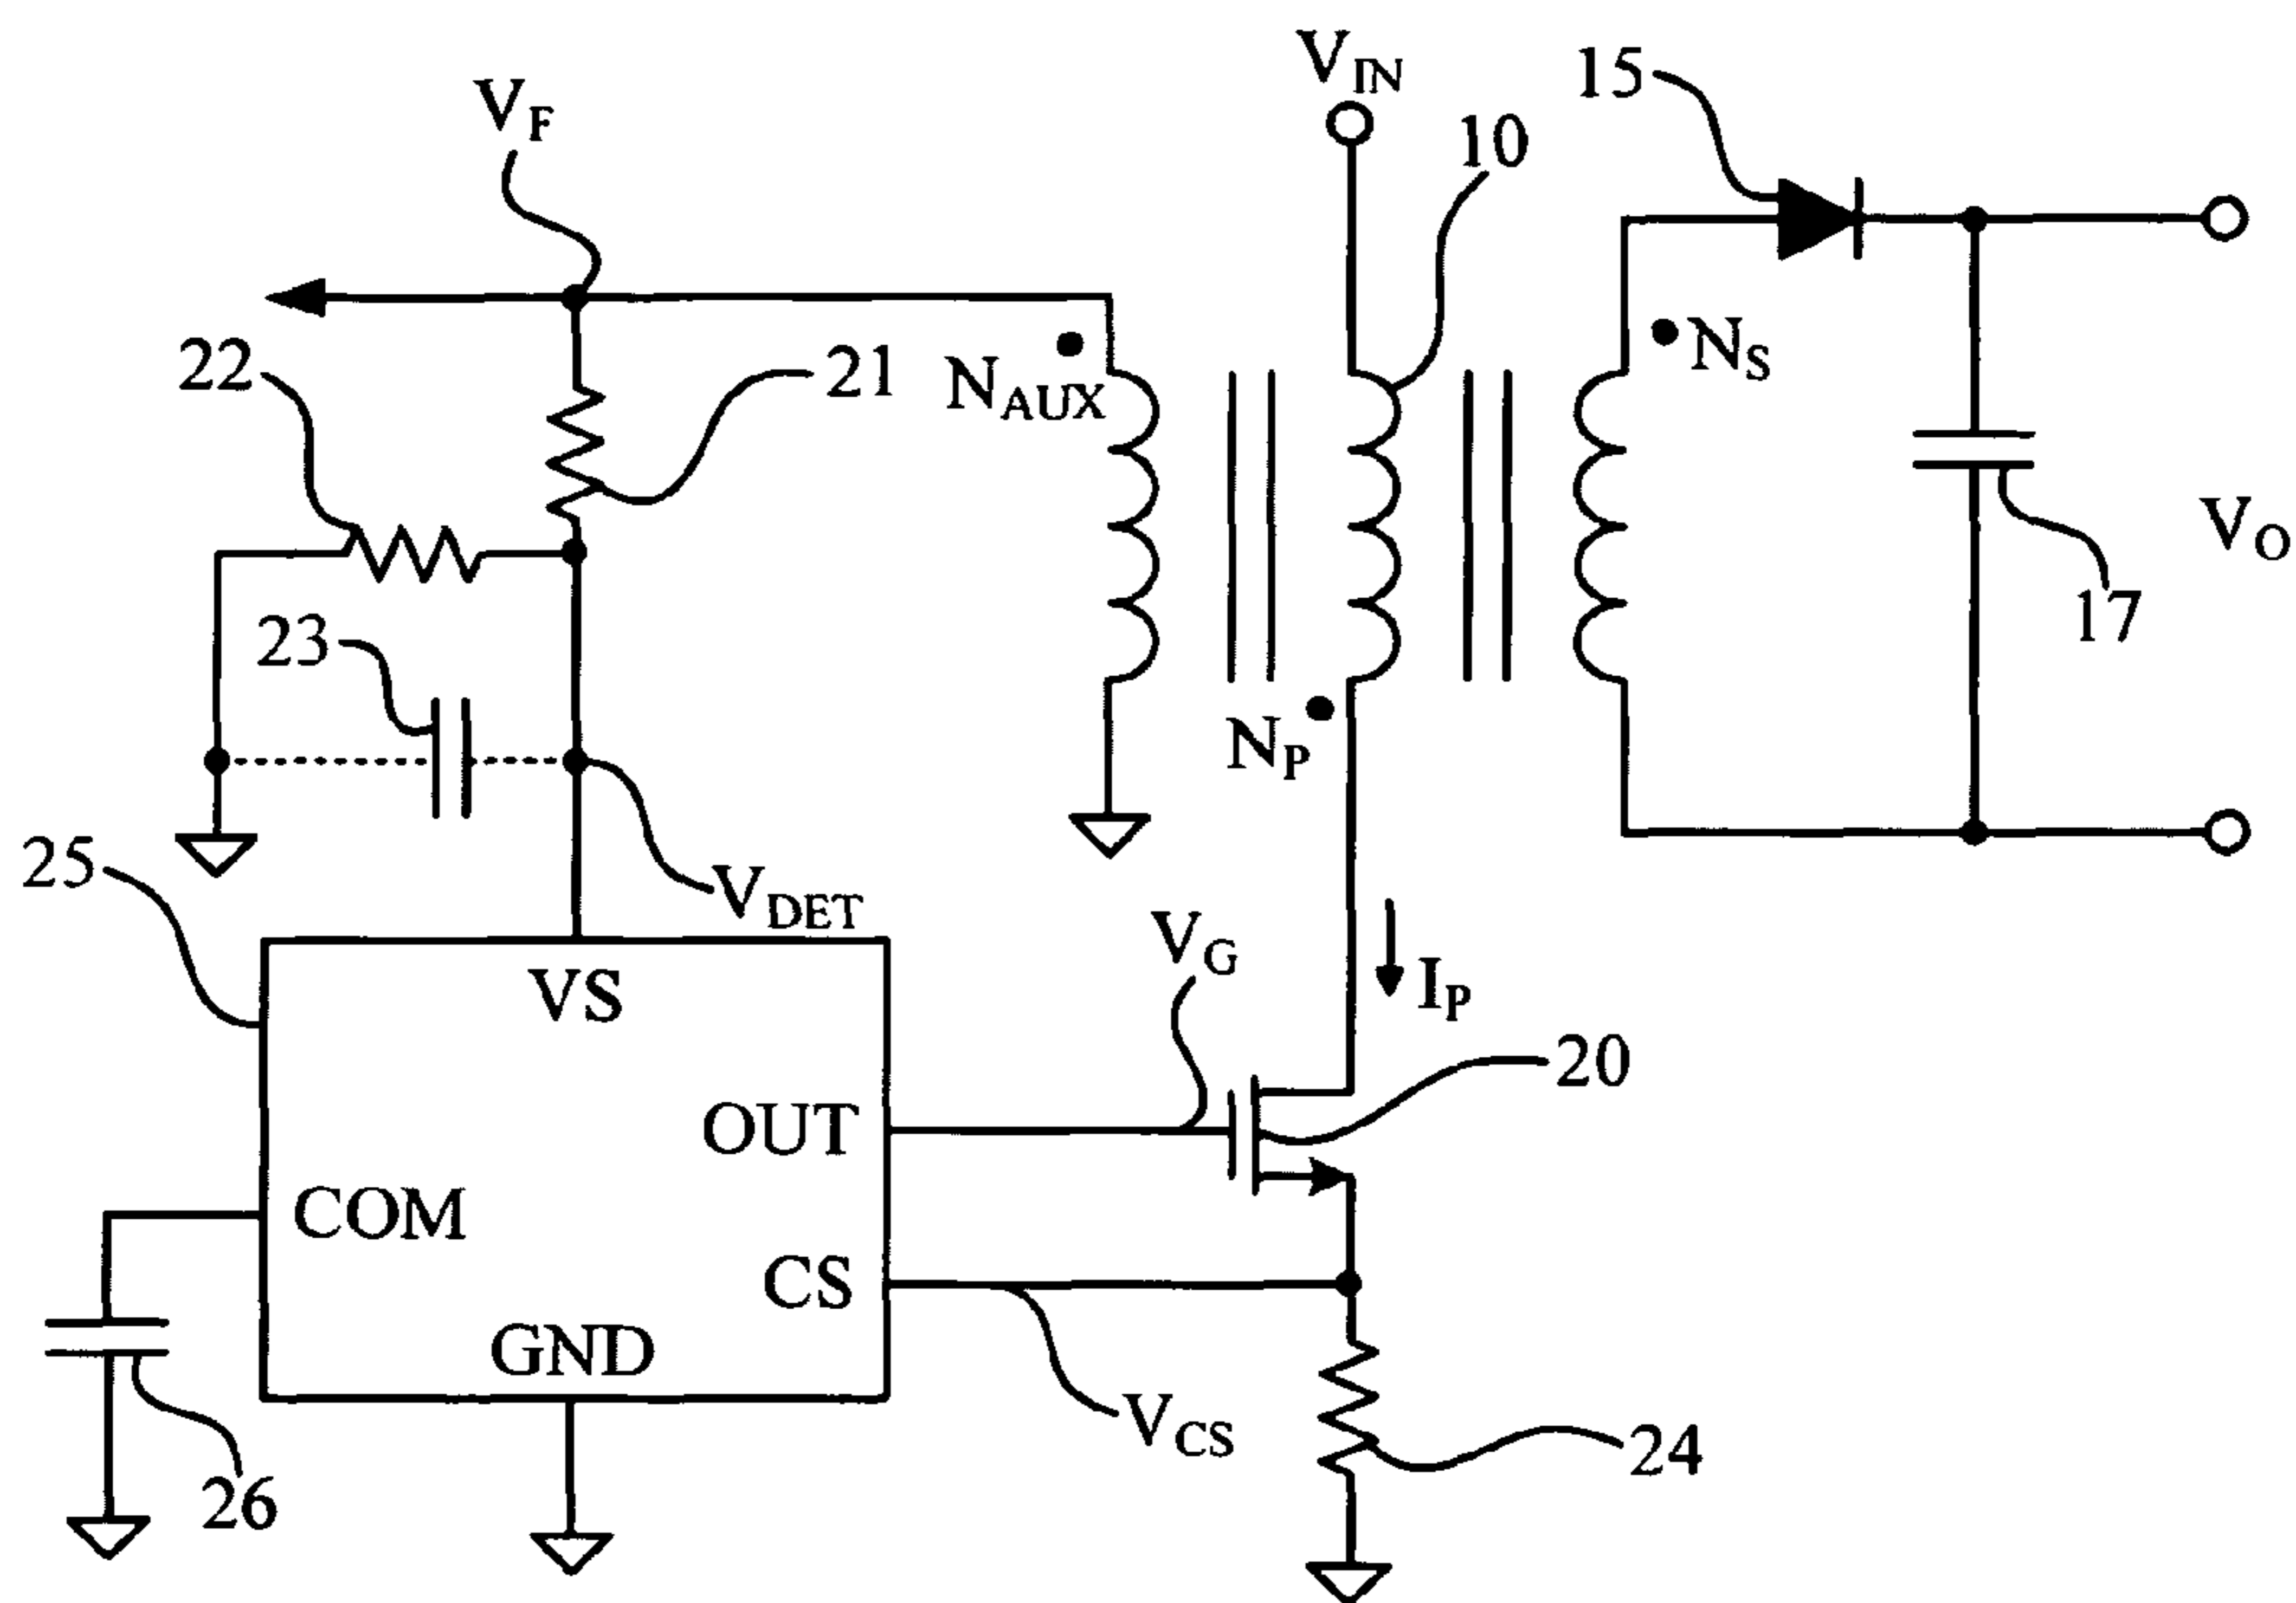 V_IN
15
V_F
10
22
21
N_AUX
N_S
V_O
17
23
N_P
25
V_DET
V_G
VS
I_P
20
OUT
COM
CS
GND
V_CS
24
26